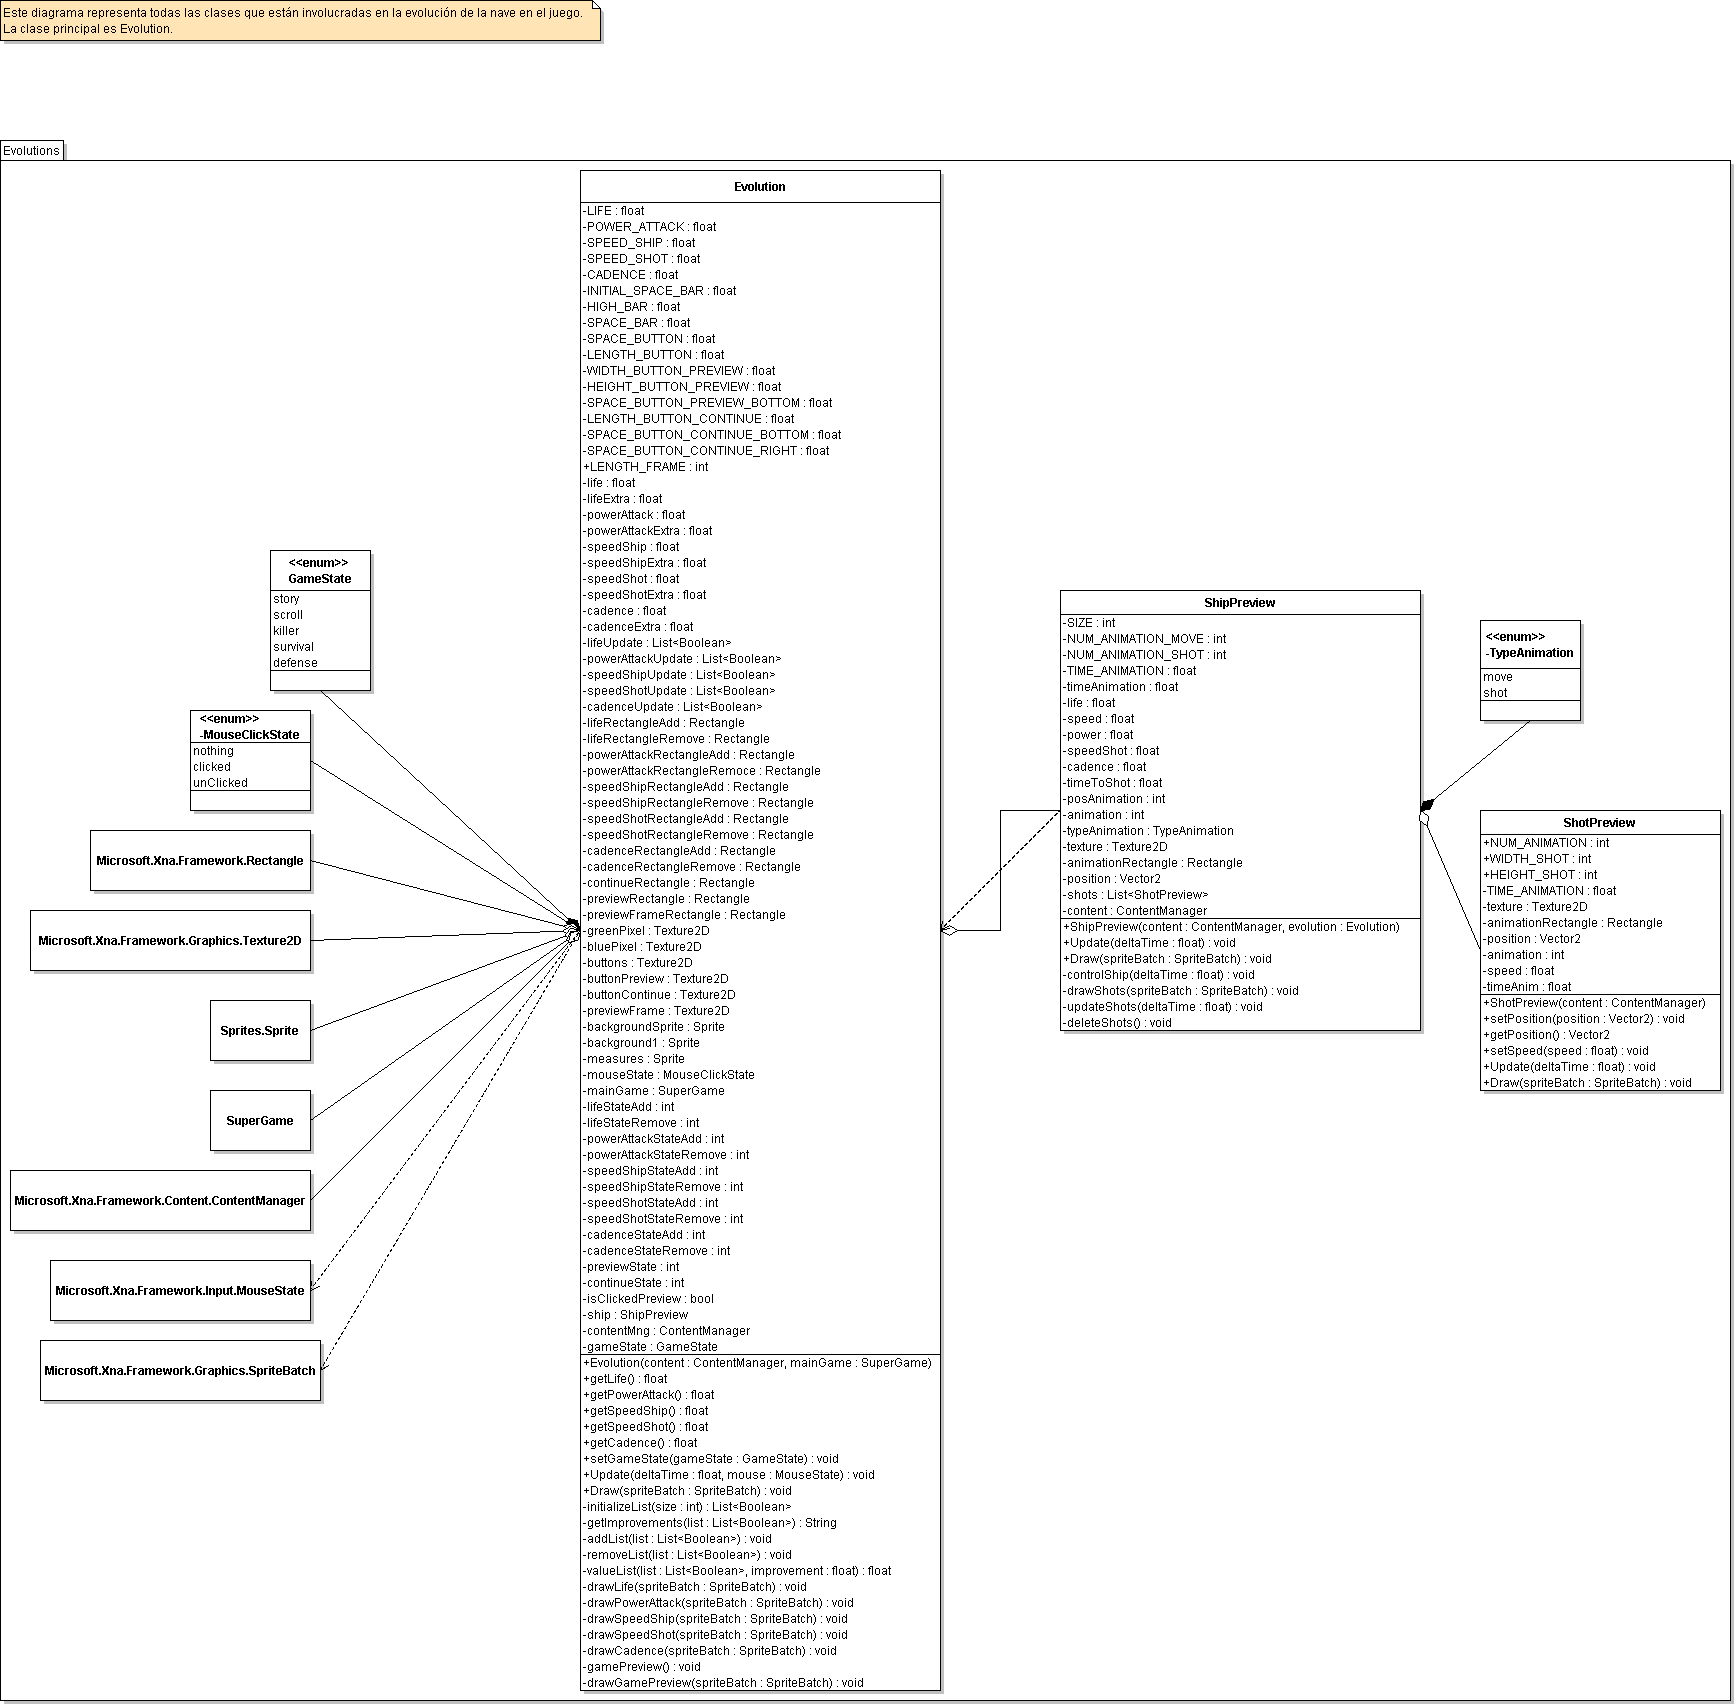 Este diagrama representa todas las clases que están involucradas en la evolución de la nave en el juego.
La clase principal es Evolution.
Evolutions
Evolution
-LIFE : float
-POWER_ATTACK : float
-SPEED_SHIP : float
-SPEED_SHOT : float
-CADENCE : float
-INITIAL_SPACE_BAR : float
-HIGH_BAR : float
-SPACE_BAR : float
-SPACE_BUTTON : float
-LENGTH_BUTTON : float
-WIDTH_BUTTON_PREVIEW : float
-HEIGHT_BUTTON_PREVIEW : float
-SPACE_BUTTON_PREVIEW_BOTTOM : float
-LENGTH_BUTTON_CONTINUE : float
-SPACE_BUTTON_CONTINUE_BOTTOM : float
-SPACE_BUTTON_CONTINUE_RIGHT : float
+LENGTH_FRAME : int
-life : float
-lifeExtra : float
-powerAttack : float
-powerAttackExtra : float
-speedShip : float
-speedShipExtra : float
-speedShot : float
-speedShotExtra : float
-cadence : float
-cadenceExtra : float
-lifeUpdate : List<Boolean>
-powerAttackUpdate : List<Boolean>
-speedShipUpdate : List<Boolean>
-speedShotUpdate : List<Boolean>
-cadenceUpdate : List<Boolean>
-lifeRectangleAdd : Rectangle
-lifeRectangleRemove : Rectangle
-powerAttackRectangleAdd : Rectangle
-powerAttackRectangleRemoce : Rectangle
-speedShipRectangleAdd : Rectangle
-speedShipRectangleRemove : Rectangle
-speedShotRectangleAdd : Rectangle
-speedShotRectangleRemove : Rectangle
-cadenceRectangleAdd : Rectangle
-cadenceRectangleRemove : Rectangle
-continueRectangle : Rectangle
-previewRectangle : Rectangle
-previewFrameRectangle : Rectangle
-greenPixel : Texture2D
-bluePixel : Texture2D
-buttons : Texture2D
-buttonPreview : Texture2D
-buttonContinue : Texture2D
-previewFrame : Texture2D
-backgroundSprite : Sprite
-background1 : Sprite
-measures : Sprite
-mouseState : MouseClickState
-mainGame : SuperGame
-lifeStateAdd : int
-lifeStateRemove : int
-powerAttackStateAdd : int
-powerAttackStateRemove : int
-speedShipStateAdd : int
-speedShipStateRemove : int
-speedShotStateAdd : int
-speedShotStateRemove : int
-cadenceStateAdd : int
-cadenceStateRemove : int
-previewState : int
-continueState : int
-isClickedPreview : bool
-ship : ShipPreview
-contentMng : ContentManager
-gameState : GameState
+Evolution(content : ContentManager, mainGame : SuperGame)
+getLife() : float
+getPowerAttack() : float
+getSpeedShip() : float
+getSpeedShot() : float
+getCadence() : float
+setGameState(gameState : GameState) : void
+Update(deltaTime : float, mouse : MouseState) : void
+Draw(spriteBatch : SpriteBatch) : void
-initializeList(size : int) : List<Boolean>
-getImprovements(list : List<Boolean>) : String
-addList(list : List<Boolean>) : void
-removeList(list : List<Boolean>) : void
-valueList(list : List<Boolean>, improvement : float) : float
-drawLife(spriteBatch : SpriteBatch) : void
-drawPowerAttack(spriteBatch : SpriteBatch) : void
-drawSpeedShip(spriteBatch : SpriteBatch) : void
-drawSpeedShot(spriteBatch : SpriteBatch) : void
-drawCadence(spriteBatch : SpriteBatch) : void
-gamePreview() : void
-drawGamePreview(spriteBatch : SpriteBatch) : void
<<enum>>
GameState
story
scroll
killer
survival
defense
<<enum>>
-MouseClickState
nothing
clicked
unClicked
Microsoft.Xna.Framework.Rectangle
Microsoft.Xna.Framework.Graphics.Texture2D
Sprites.Sprite
SuperGame
Microsoft.Xna.Framework.Content.ContentManager
Microsoft.Xna.Framework.Input.MouseState
Microsoft.Xna.Framework.Graphics.SpriteBatch
ShipPreview
-SIZE : int
-NUM_ANIMATION_MOVE : int
-NUM_ANIMATION_SHOT : int
-TIME_ANIMATION : float
-timeAnimation : float
-life : float
-speed : float
-power : float
-speedShot : float
-cadence : float
-timeToShot : float
-posAnimation : int
-animation : int
-typeAnimation : TypeAnimation
-texture : Texture2D
-animationRectangle : Rectangle
-position : Vector2
-shots : List<ShotPreview>
-content : ContentManager
+ShipPreview(content : ContentManager, evolution : Evolution)
+Update(deltaTime : float) : void
+Draw(spriteBatch : SpriteBatch) : void
-controlShip(deltaTime : float) : void
-drawShots(spriteBatch : SpriteBatch) : void
-updateShots(deltaTime : float) : void
-deleteShots() : void
<<enum>>
-TypeAnimation
move
shot
ShotPreview
+NUM_ANIMATION : int
+WIDTH_SHOT : int
+HEIGHT_SHOT : int
-TIME_ANIMATION : float
-texture : Texture2D
-animationRectangle : Rectangle
-position : Vector2
-animation : int
-speed : float
-timeAnim : float
+ShotPreview(content : ContentManager)
+setPosition(position : Vector2) : void
+getPosition() : Vector2
+setSpeed(speed : float) : void
+Update(deltaTime : float) : void
+Draw(spriteBatch : SpriteBatch) : void